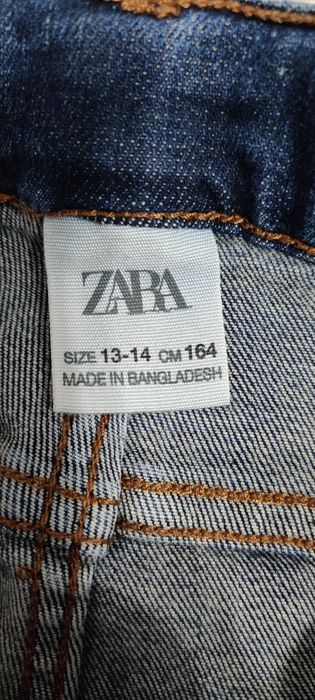 ZARA
SIZE 13-14 CM 164
MADE IN BANGLADESH